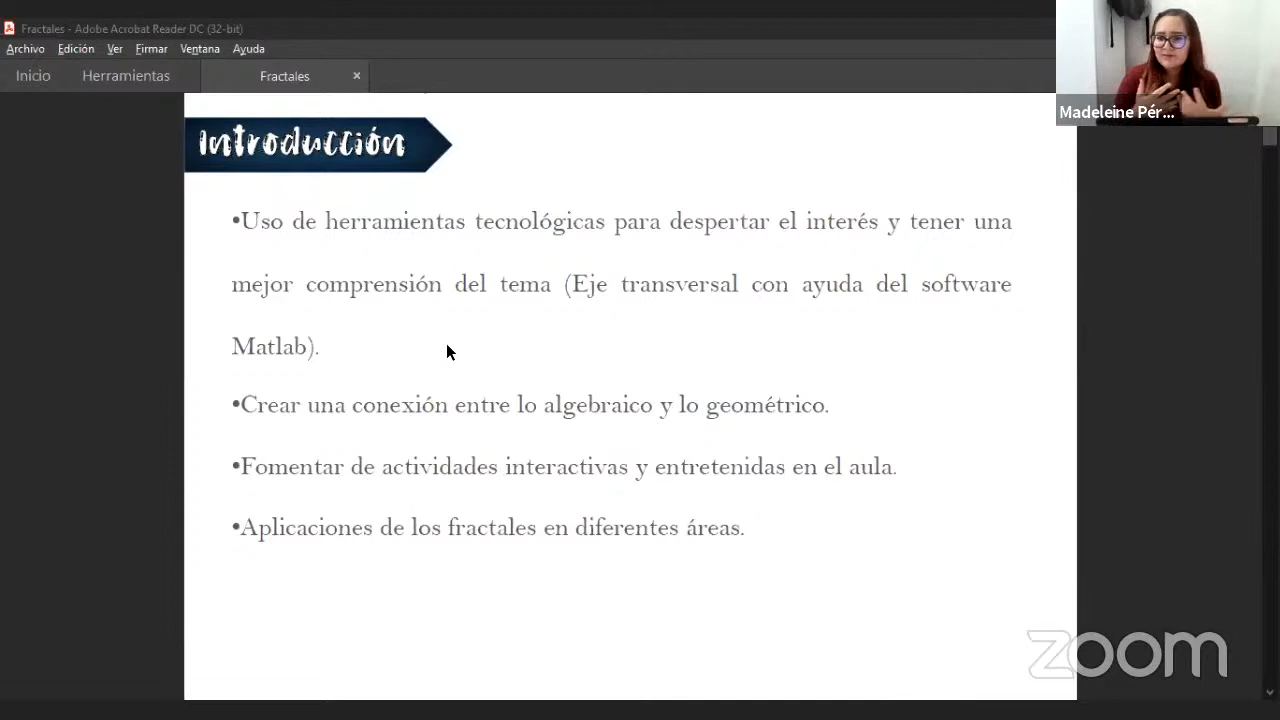 Fractales - Adobe Acrobat Reader DC (32-bit)
Archivo Edición Ver Firmar Ventana Ayuda
Inicio Herramientas Fractales ×
Madeleine Pér...
Introducción
•Uso de herramientas tecnológicas para despertar el interés y tener una
mejor comprensión del tema (Eje transversal con ayuda del software
Matlab).
•Crear una conexión entre lo algebraico y lo geométrico.
•Fomentar de actividades interactivas y entretenidas en el aula.
•Aplicaciones de los fractales en diferentes áreas.
zoom